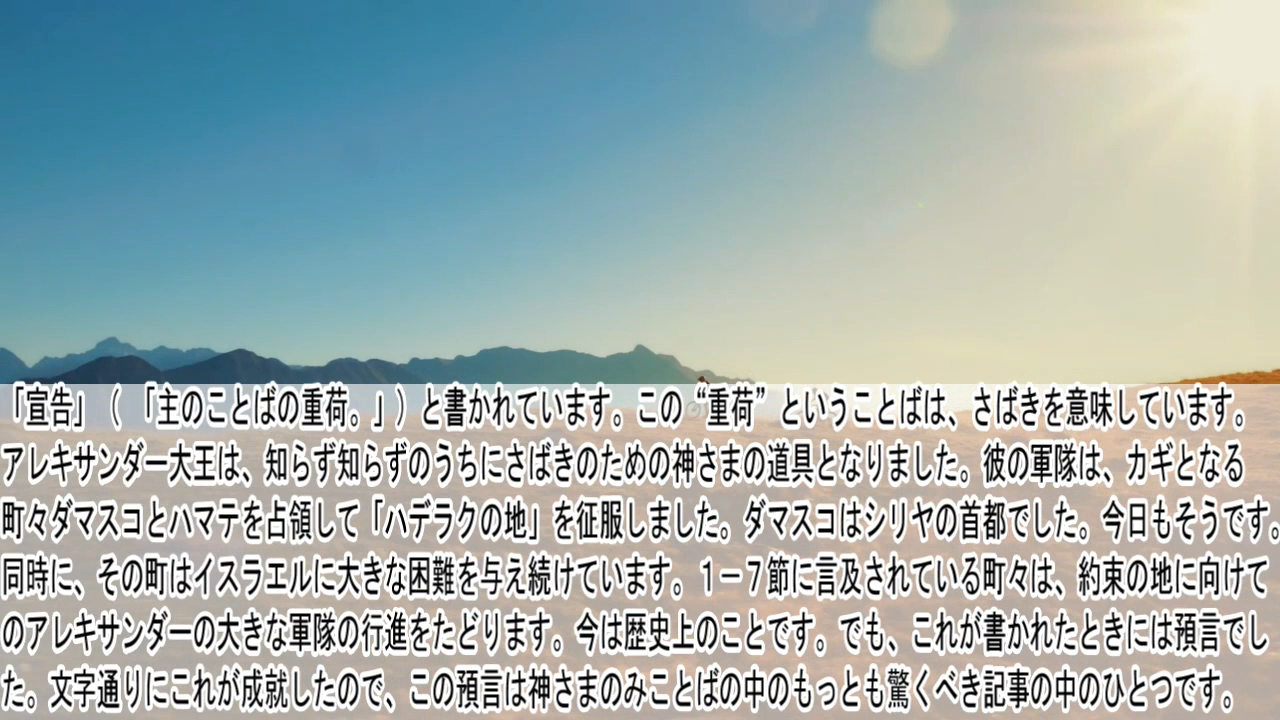 「宣告」（「主のことばの重荷。」）と書かれています。この“重荷”ということばは、さばきを意味しています。
アレキサンダー大王は、知らず知らずのうちにさばきのための神さまの道具となりました。彼の軍隊は、カギとなる
町々ダマスコとハマテを占領して「ハデラクの地」を征服しました。ダマスコはシリヤの首都でした。今日もそうです。
同時に、その町はイスラエルに大きな困難を与え続けています。１－７節に言及されている町々は、約束の地に向けて
のアレキサンダーの大きな軍隊の行進をたどります。今は歴史上のことです。でも、これが書かれたときには預言でし
た。文字通りにこれが成就したので、この預言は神さまのみことばの中のもっとも驚くべき記事の中のひとつです。